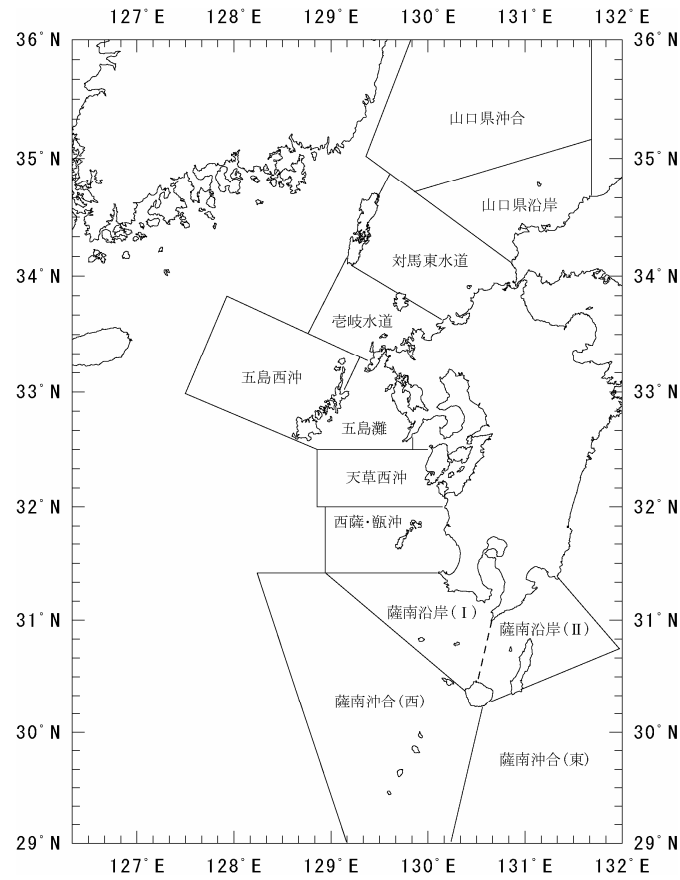 127°E 128°E 129°E 130°E 131°E 132°E
36°N 36°N
山口県沖合
35°N 35°N
山口県沿岸
対馬東水道
34°N 34°N
壱岐水道
五島西沖
33°N 33°N
五島灘
天草西沖
32°N 32°N
西薩・甑沖
薩南沿岸(Ⅰ)
31°N 31°N
薩南沿岸(Ⅱ)
薩南沖合(西)
30°N 30°N
薩南沖合(東)
29°N 29°N
127°E 128°E 129°E 130°E 131°E 132°E